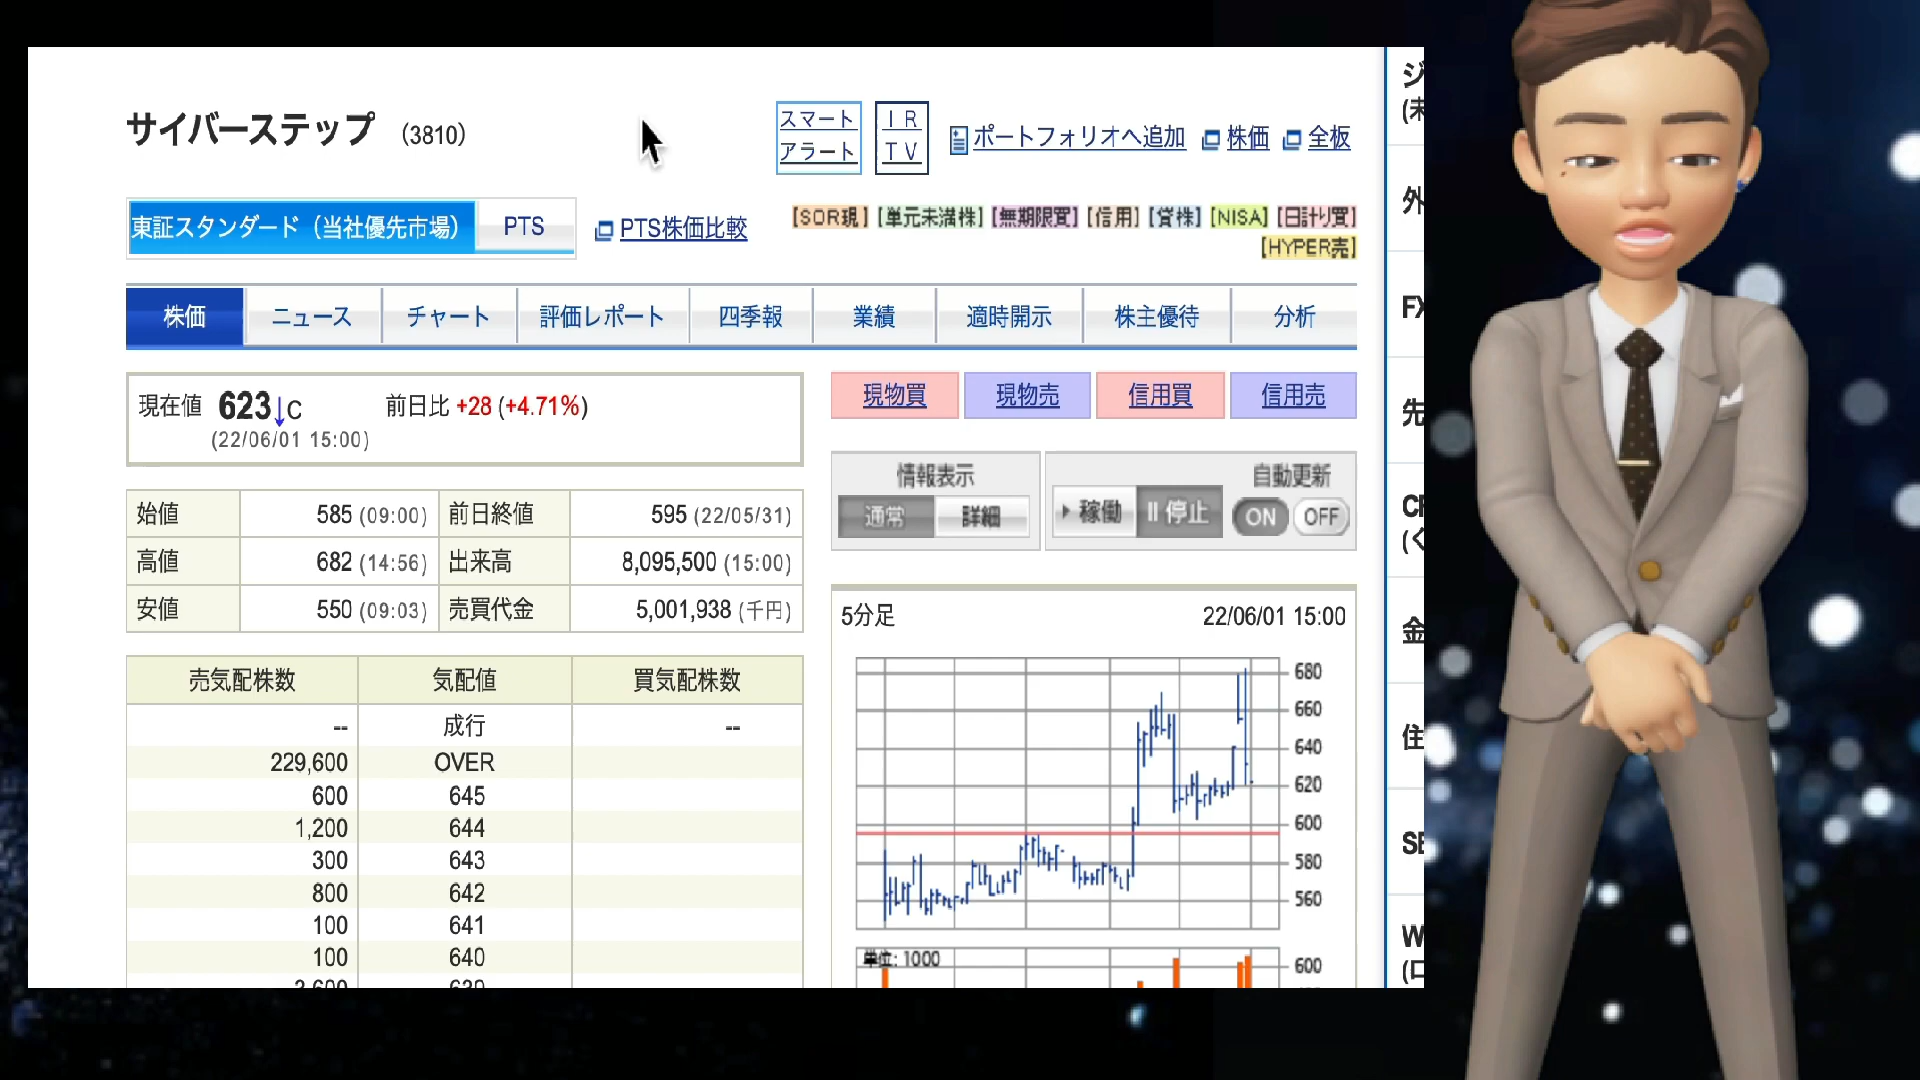 サイバーステップ (3810)
スマート
アラート
IR
TV
ポートフォリオへ追加 株価 全板
東証スタンダード（当社優先市場） PTS PTS株価比較
[SOR現] [単元未満株] [無期限買] [信用] [貸株] [NISA] [日計り買]
[HYPER売]
株価 ニュース チャート 評価レポート 四季報 業績 適時開示 株主優待 分析
現在値 623↓C 前日比 +28 (+4.71%)
(22/06/01 15:00)
現物買 現物売 信用買 信用売
情報表示
通常 詳細
自動更新
稼働 停止 ON OFF
始値 585 (09:00) 前日終値 595 (22/05/31)
高値 682 (14:56) 出来高 8,095,500 (15:00)
安値 550 (09:03) 売買代金 5,001,938 (千円)
売気配株数 気配値 買気配株数
-- 成行 --
229,600 OVER
600 645
1,200 644
300 643
800 642
100 641
100 640
5分足 22/06/01 15:00
680
660
640
620
600
580
560
単位: 1000
600
ジ
外
FX
先
金
住